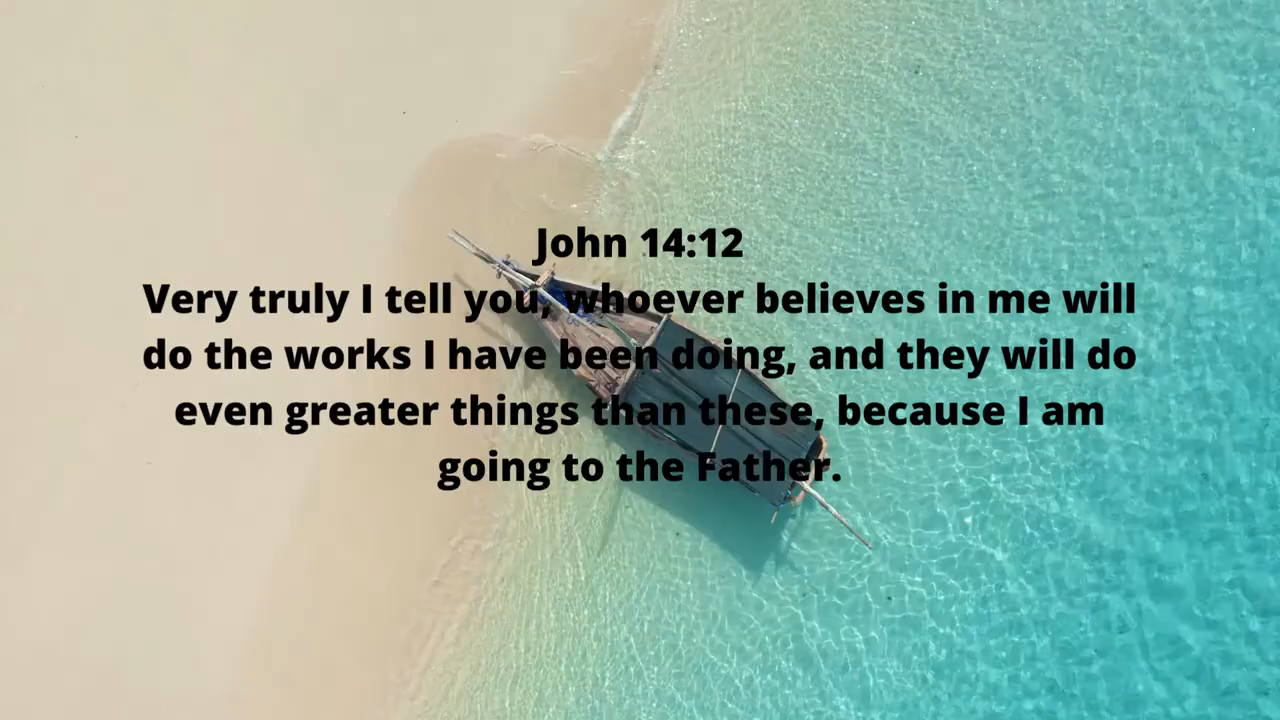 John 14:12
Very truly I tell you, whoever believes in me will
do the works I have been doing, and they will do
even greater things than these, because I am
going to the Father.